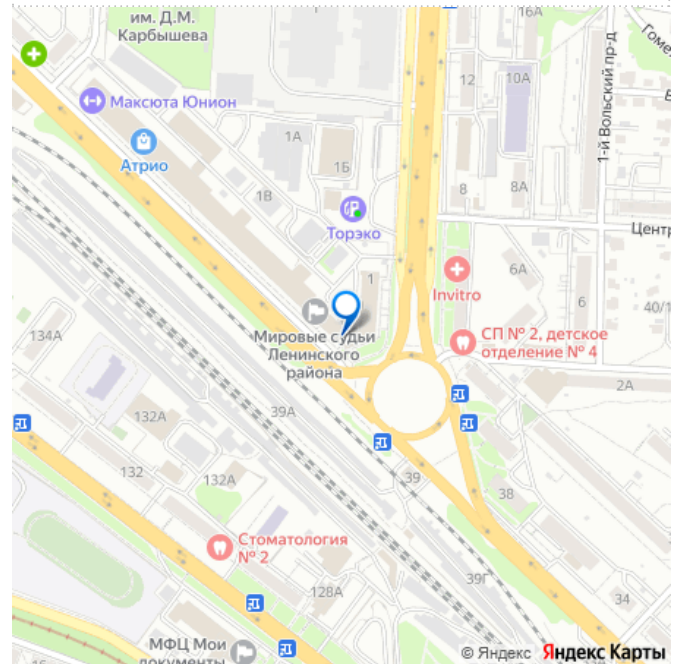 им. Д.М.
Карбышева
16А
Гоме
12
10А
1-й Вольский пр-д
Максюта Юнион
1А
1Б
Атрио
8
8А
1В
Торэко
Центр
1
6А
Invitro
6
40/1
134А
Мировые судьи
Ленинского
района
СП № 2, детское
отделение № 4
2А
39А
132А
132
132А
39
38
Стоматология
№ 2
39Г
128А
34
МФЦ Мои
документы
16
© Яндекс Яндекс Карты